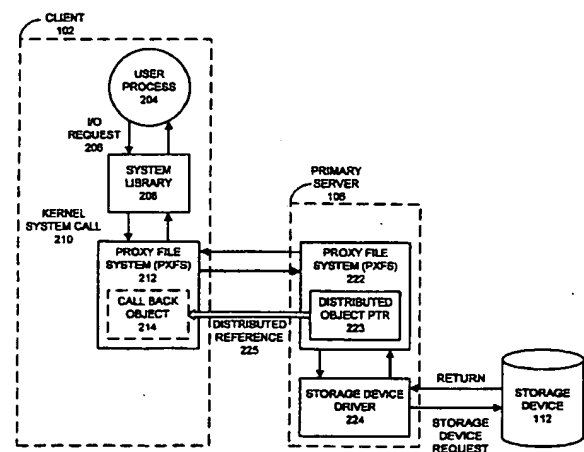 CLIENT
102
USER
PROCESS
204
I/O
REQUEST
206
SYSTEM
LIBRARY
208
KERNEL
SYSTEM CALL
210
PROXY FILE
SYSTEM (PXFS)
212
CALL BACK
OBJECT
214
PRIMARY
SERVER
106
PROXY FILE
SYSTEM (PXFS)
222
DISTRIBUTED
OBJECT PTR
223
DISTRIBUTED
REFERENCE
225
STORAGE DEVICE
DRIVER
224
RETURN
STORAGE
DEVICE
REQUEST
STORAGE
DEVICE
112